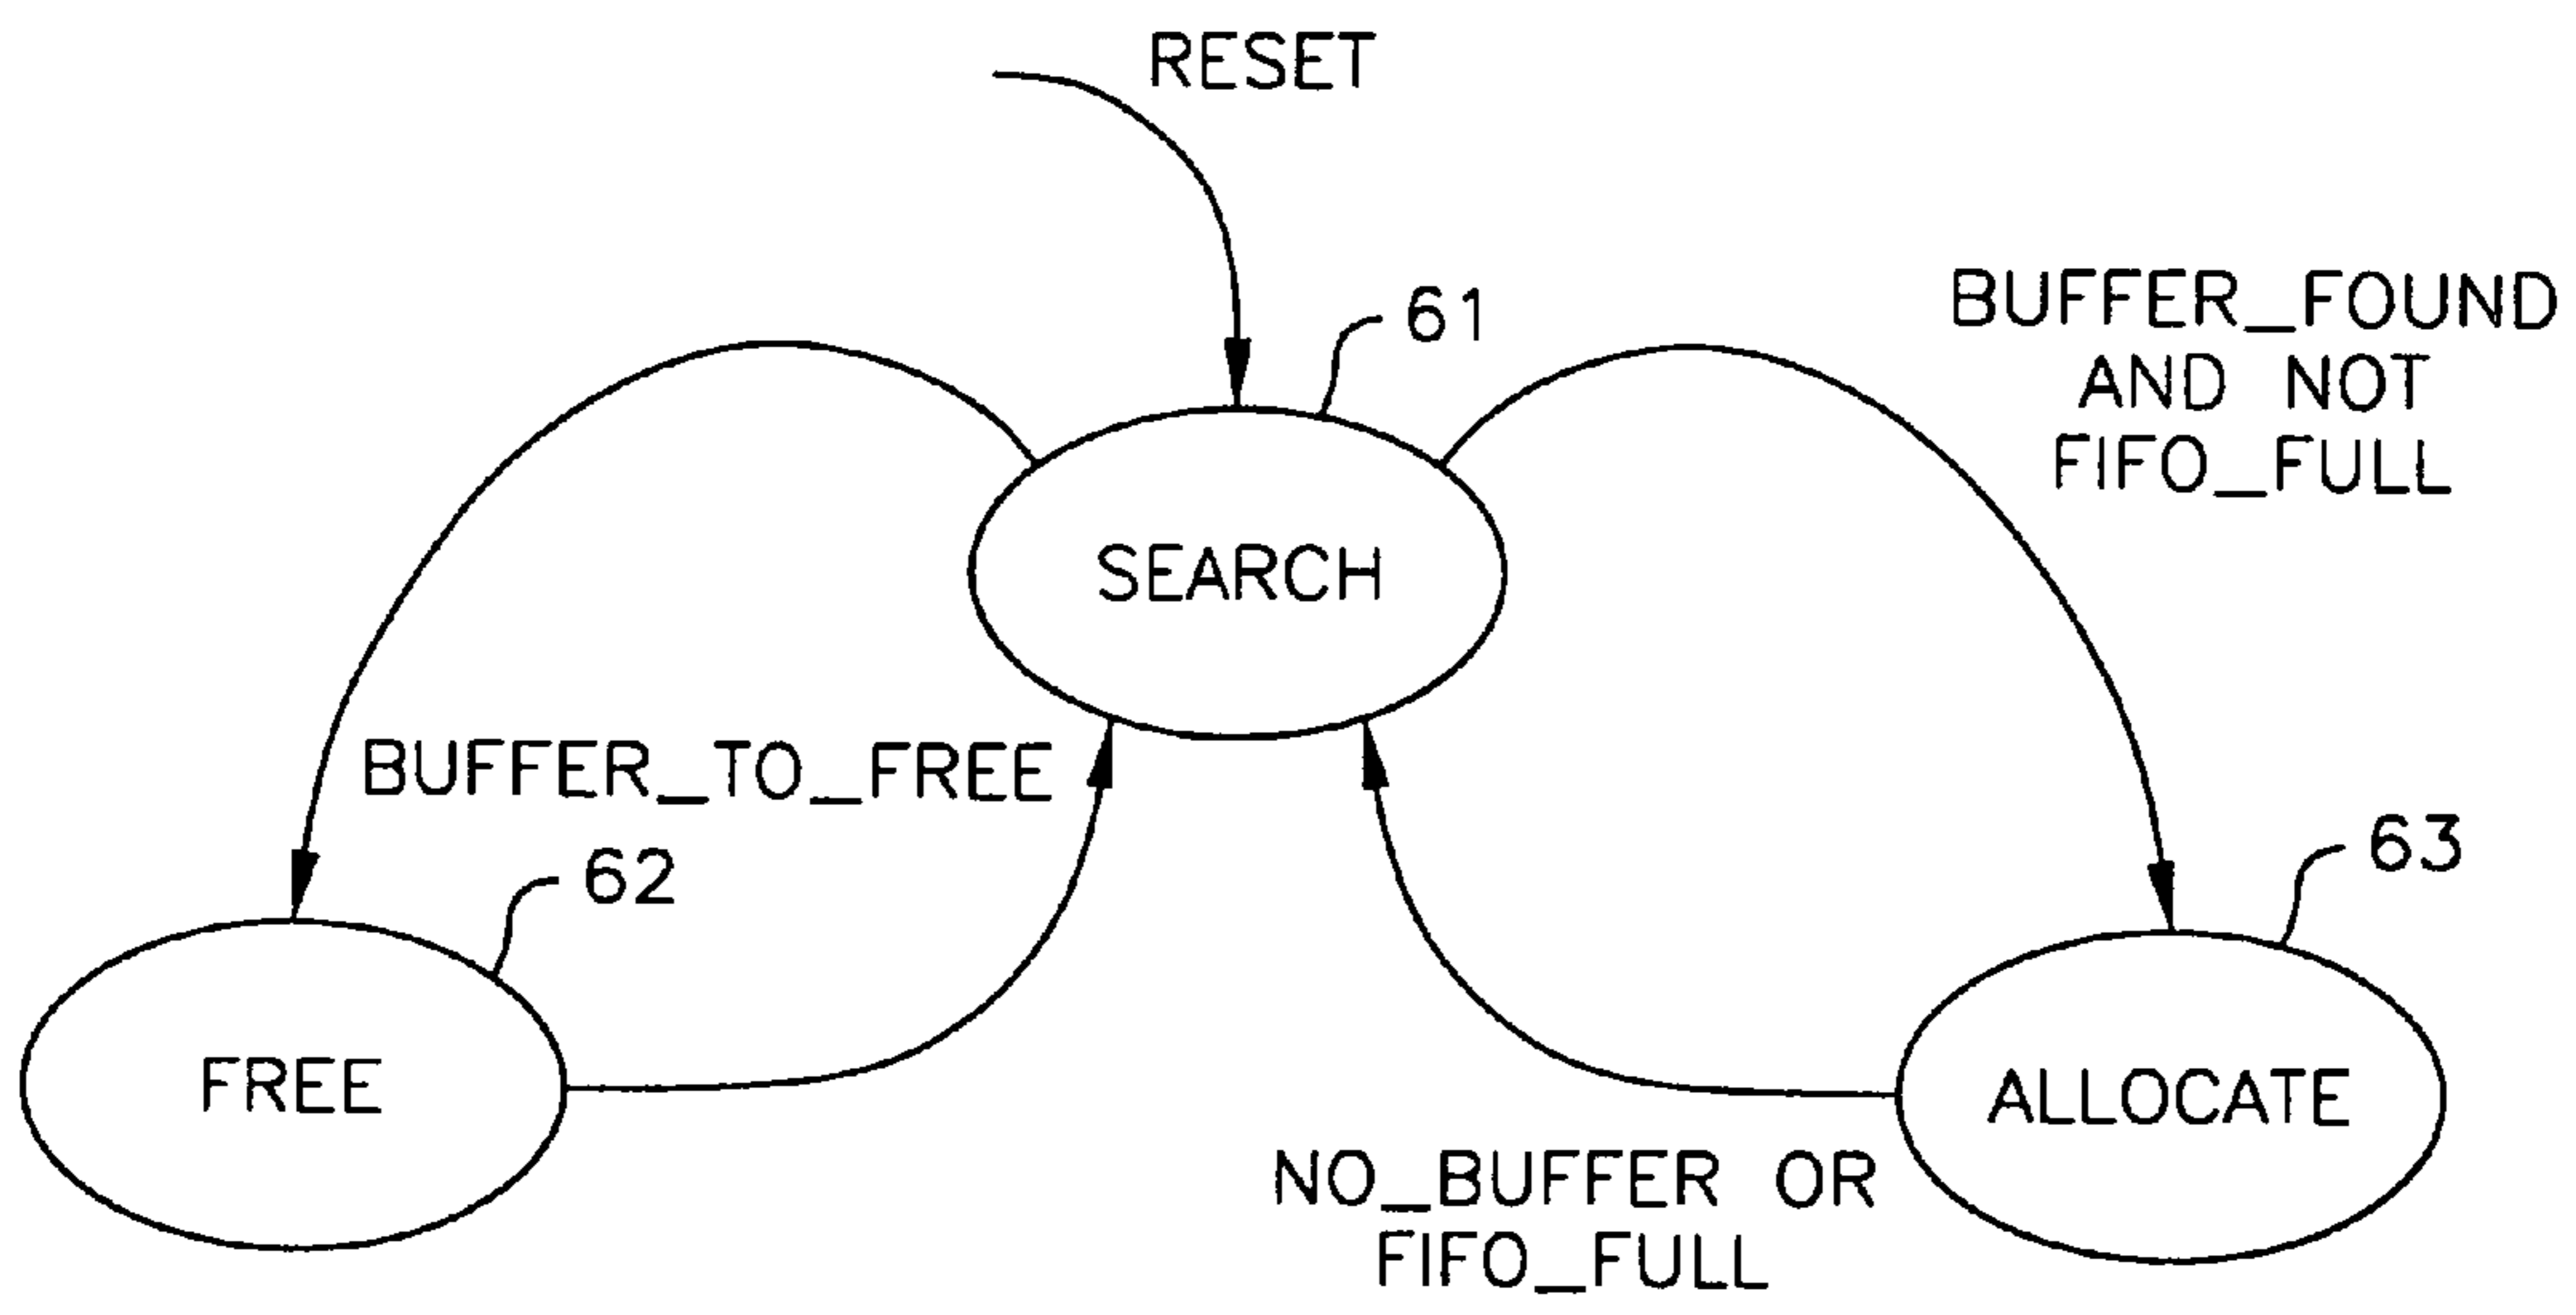 RESET
61
BUFFER_FOUND
AND NOT
FIFO_FULL
SEARCH
BUFFER_TO_FREE
62
63
FREE
ALLOCATE
NO_BUFFER OR
FIFO_FULL